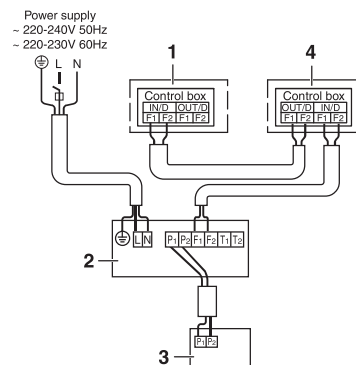 Power supply
~ 220-240V 50Hz
~ 220-230V 60Hz
L N
1
4
Control box
IN/D OUT/D
F1 F2 F1 F2
Control box
OUT/D IN/D
F1 F2 F1 F2
L N
P1 P2 F1 F2 T1 T2
2
P1 P2
3